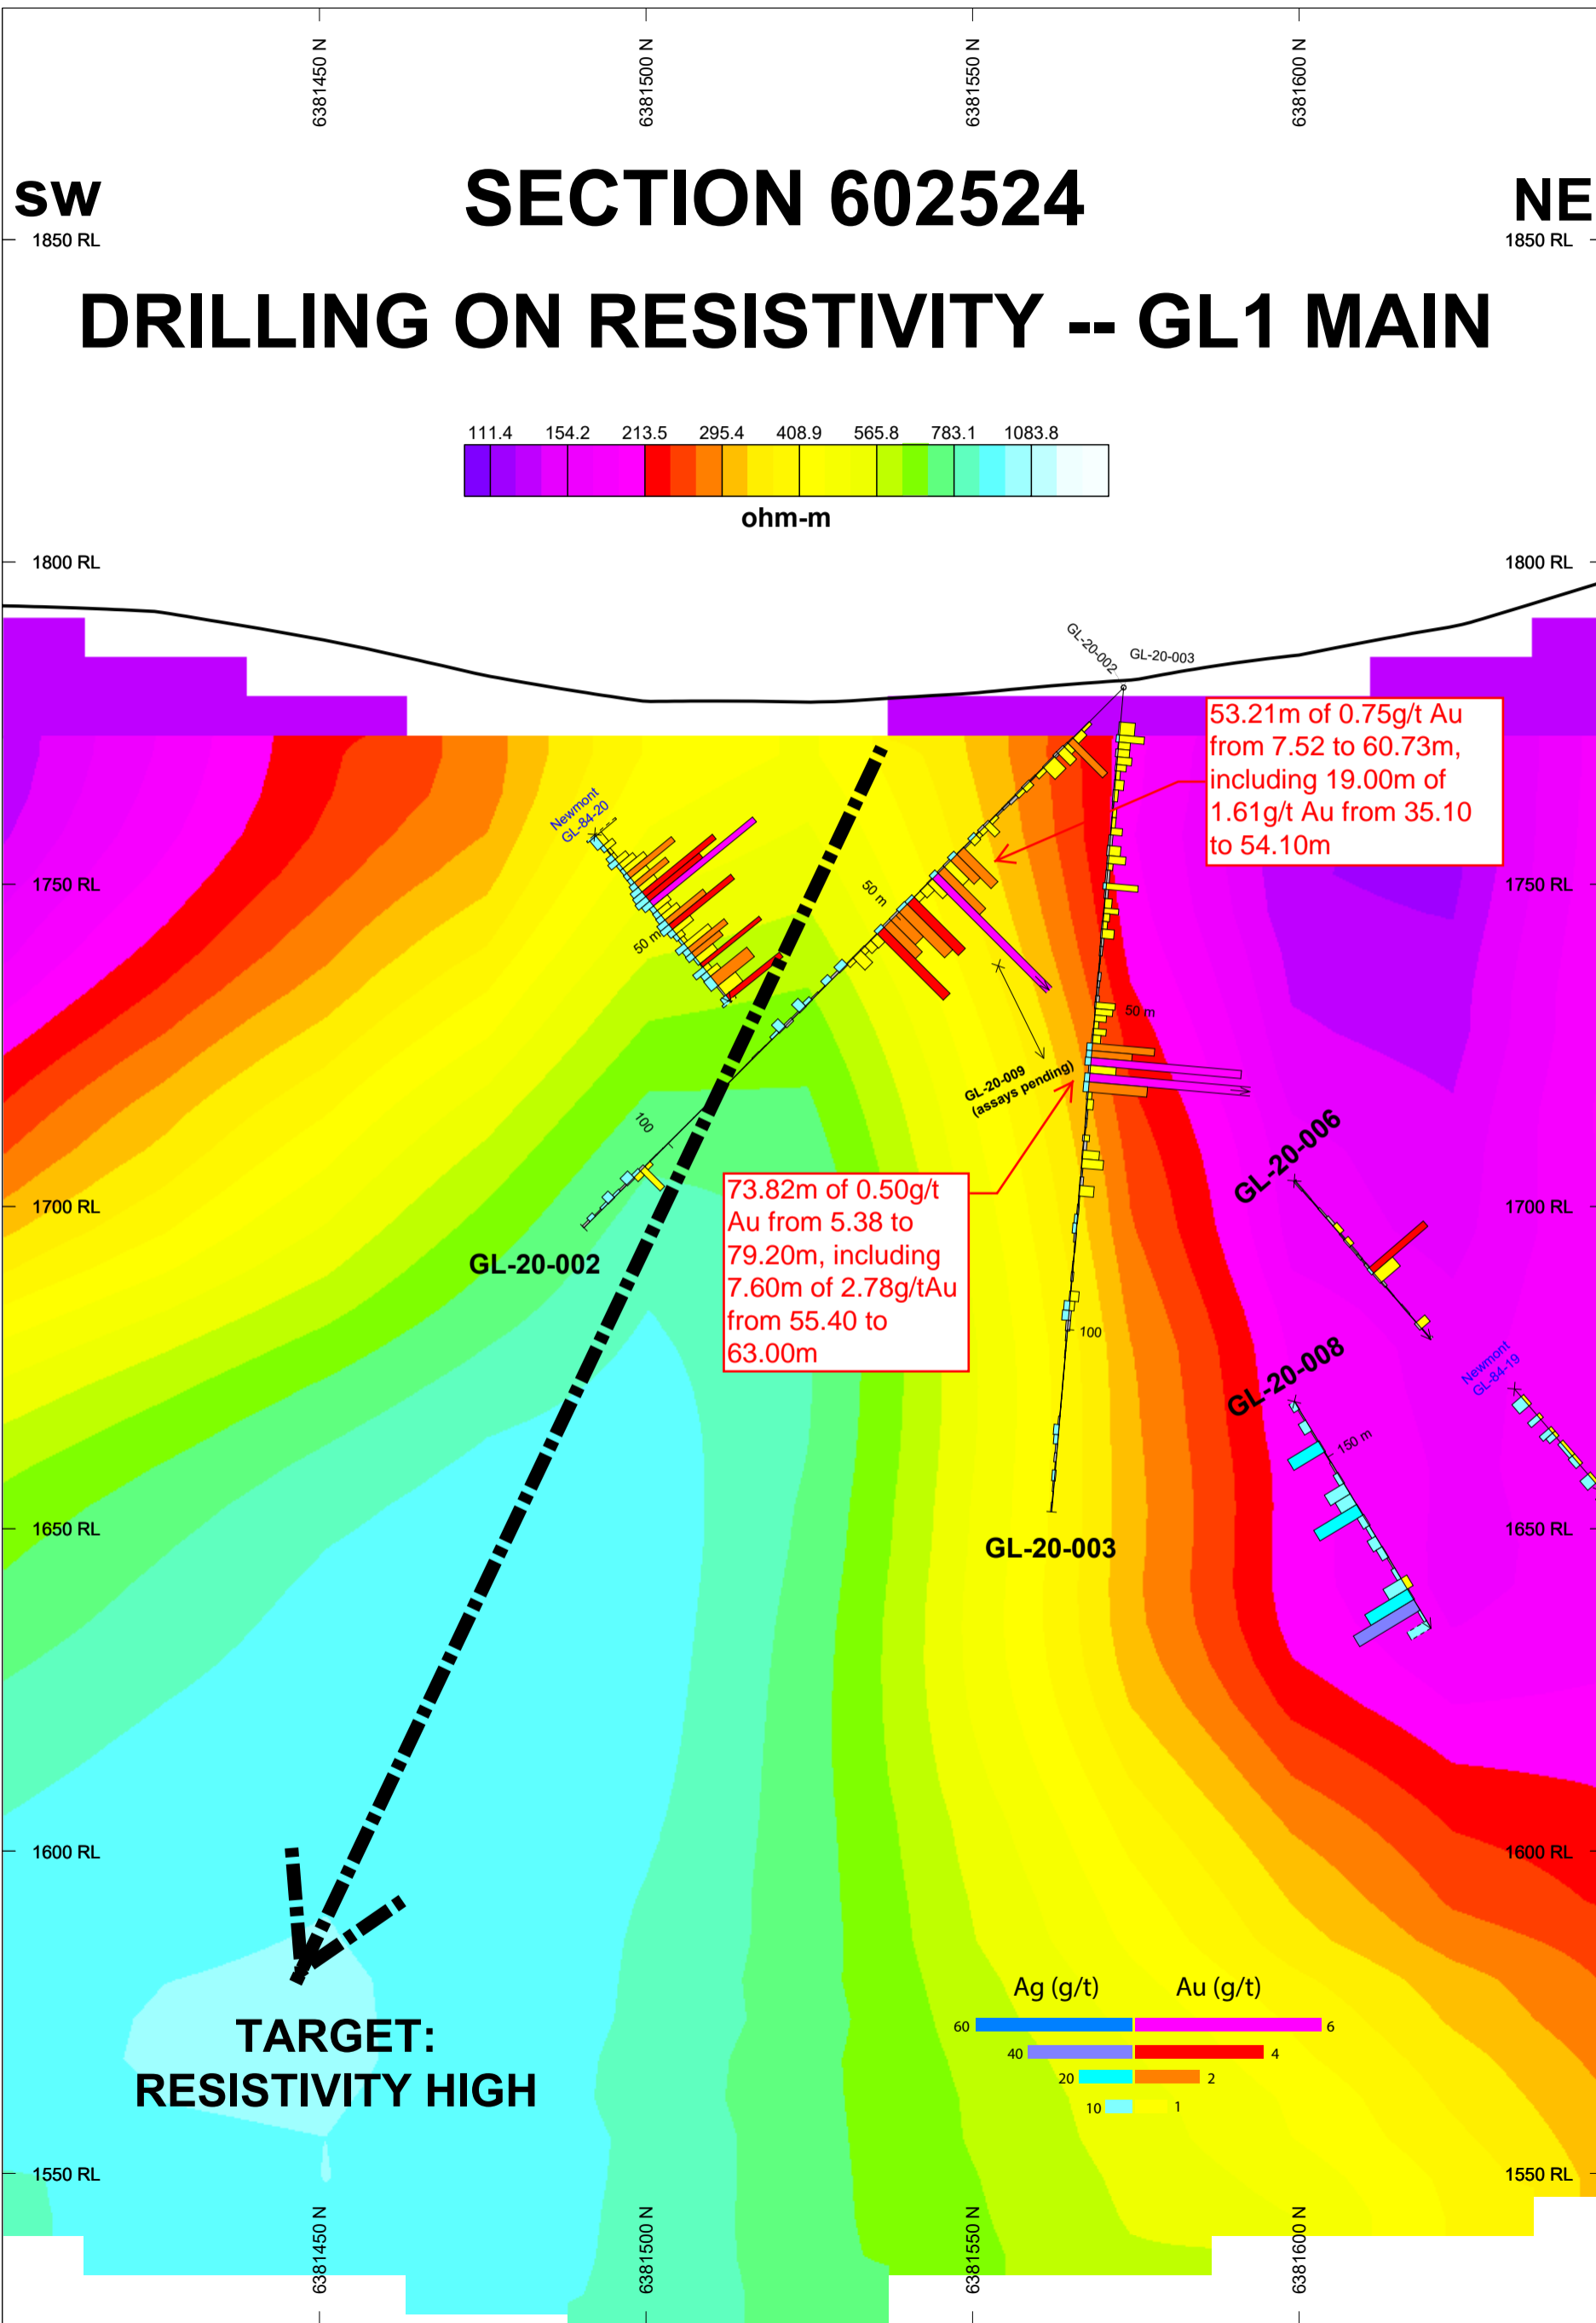 6381450 N
6381500 N
6381550 N
6381600 N
SW
SECTION 602524
NE
1850 RL
1850 RL
DRILLING ON RESISTIVITY -- GL1 MAIN
111.4 154.2 213.5 295.4 408.9 565.8 783.1 1083.8
ohm-m
1800 RL
1800 RL
GL-20-002
GL-20-003
53.21m of 0.75g/t Au
from 7.52 to 60.73m,
including 19.00m of
1.61g/t Au from 35.10
to 54.10m
Newmont
GL-84-20
1750 RL
1750 RL
50 m
50 m
50 m
GL-20-009
(assays pending)
100
GL-20-006
73.82m of 0.50g/t
Au from 5.38 to
79.20m, including
7.60m of 2.78g/tAu
from 55.40 to
63.00m
1700 RL
1700 RL
GL-20-002
100
GL-20-008
Newmont
GL-84-19
150 m
1650 RL
1650 RL
GL-20-003
1600 RL
1600 RL
TARGET:
RESISTIVITY HIGH
Ag (g/t) Au (g/t)
60 6
40 4
20 2
10 1
1550 RL
1550 RL
6381450 N
6381500 N
6381550 N
6381600 N